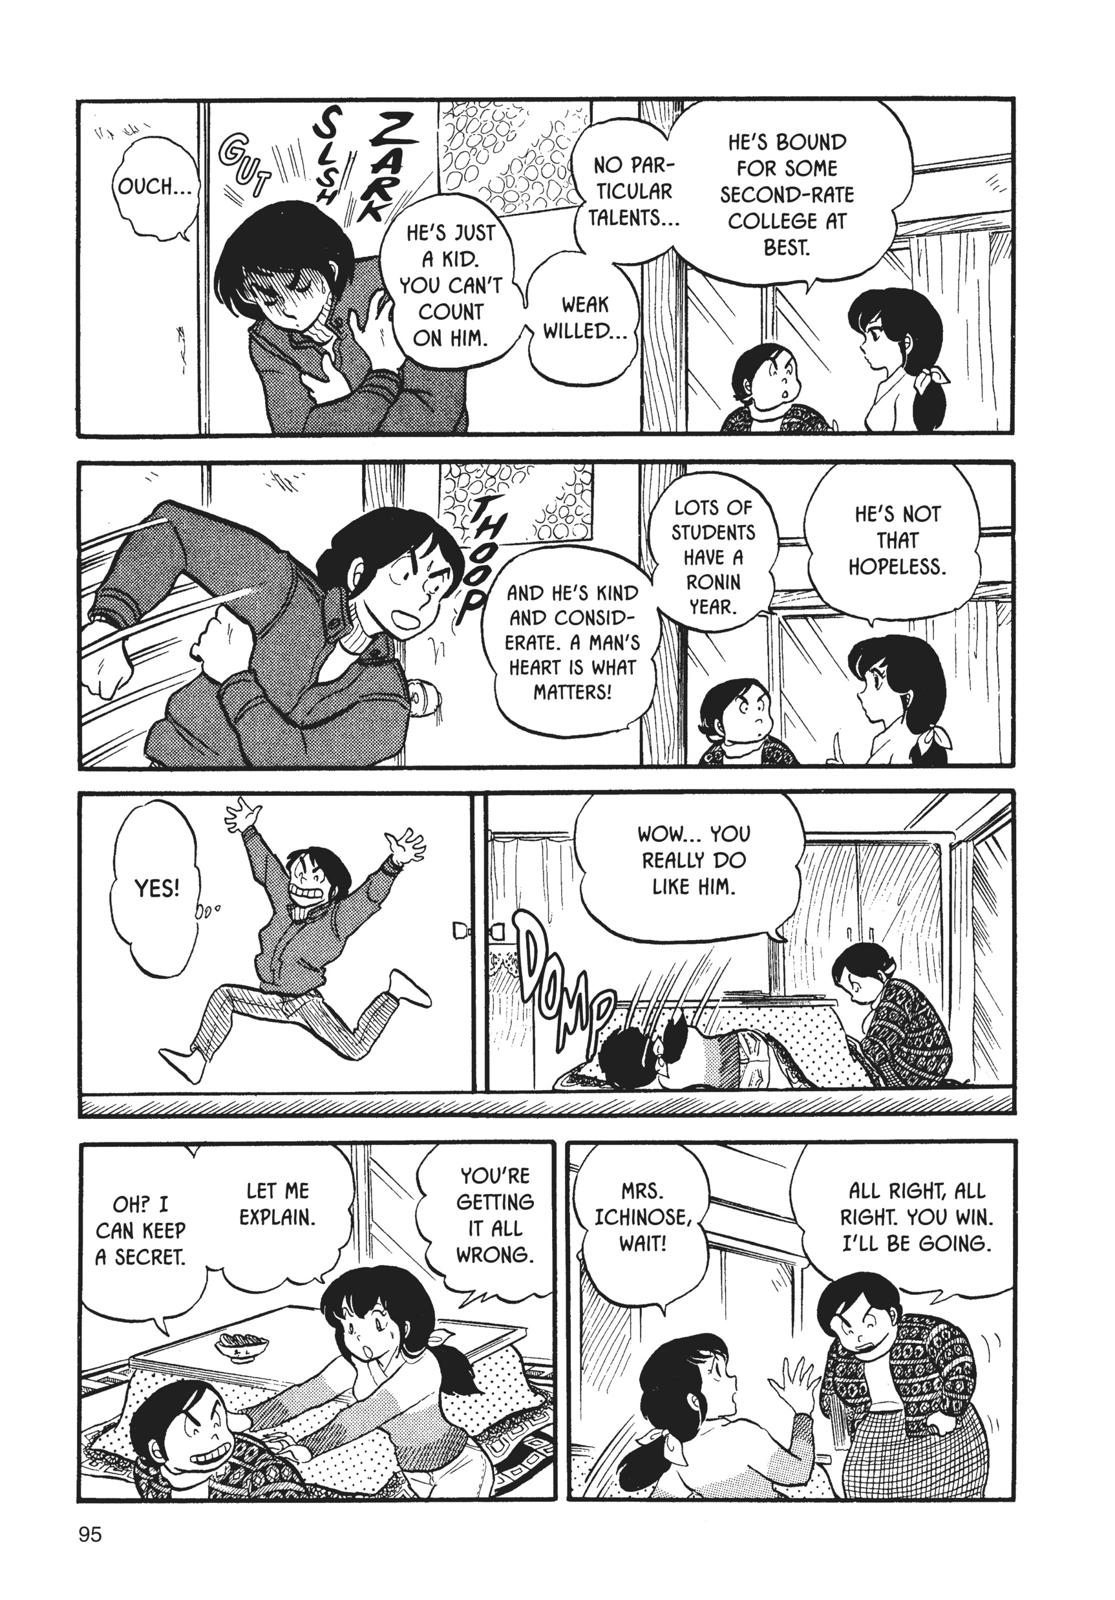 HE'S BOUND
FOR SOME
SECOND-RATE
COLLEGE AT
BEST.
NO PAR-
TICULAR
TALENTS...
WEAK
WILLED...
HE'S JUST
A KID.
YOU CAN'T
COUNT
ON HIM.
ZARK
SLSH
GUT
OUCH...
HE'S NOT
THAT
HOPELESS.
LOTS OF
STUDENTS
HAVE A
RONIN
YEAR.
AND HE'S KIND
AND CONSID-
ERATE. A MAN'S
HEART IS WHAT
MATTERS!
THOOP
YES!
WOW... YOU
REALLY DO
LIKE HIM.
DOMP
OH? I
CAN KEEP
A SECRET.
LET ME
EXPLAIN.
YOU'RE
GETTING
IT ALL
WRONG.
MRS.
ICHINOSE,
WAIT!
ALL RIGHT, ALL
RIGHT. YOU WIN.
I'LL BE GOING.
95